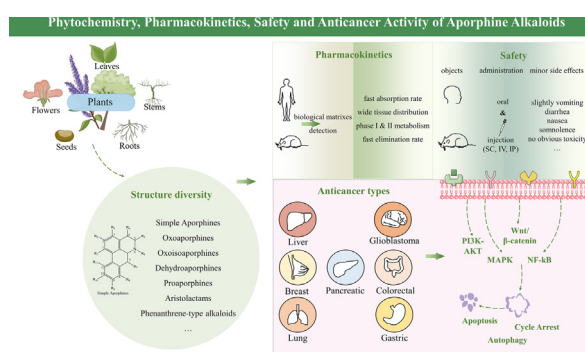 Phytochemistry, Pharmacokinetics, Safety and Anticancer Activity of Aporphine Alkaloids
Leaves
Flowers
Plants
Stems
Seeds
Roots
Structure diversity
Simple Aporphines
Oxoaporphines
Oxoisoaporphines
Dehydroaporphines
Proaporphines
Aristolactams
Phenanthrene-type alkaloids
...
Simple Aporphines
Pharmacokinetics
biological matrixes
detection
fast absorption rate
wide tissue distribution
phase I & II metabolism
fast elimination rate
Safety
objects
administration
minor side effects
oral
&
injection
(SC, IV, IP)
slightly vomiting
diarrhea
nausea
somnolence
no obvious toxicity
...
Anticancer types
Liver
Glioblastoma
Breast
Pancreatic
Colorectal
Lung
Gastric
PI3K-
AKT
MAPK
Wnt/
β-catenin
NF-kB
Apoptosis
Cycle Arrest
Autophagy